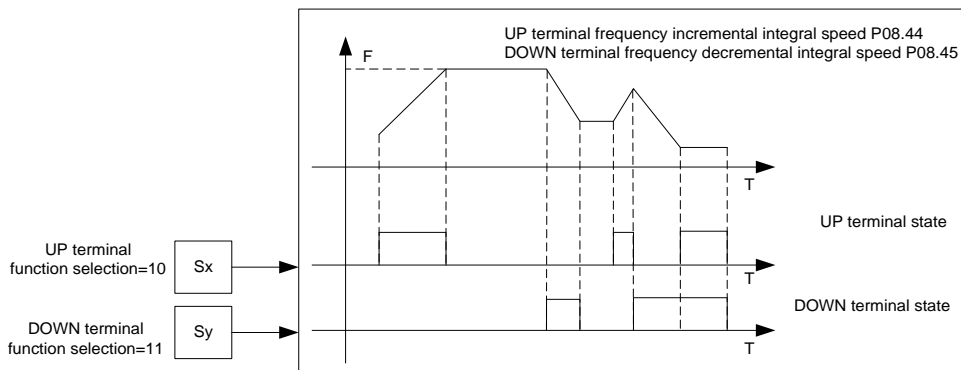 UP terminal frequency incremental integral speed P08.44
DOWN terminal frequency decremental integral speed P08.45
F
T
UP terminal state
UP terminal
function selection=10
Sx
T
DOWN terminal state
DOWN terminal
function selection=11
Sy
T